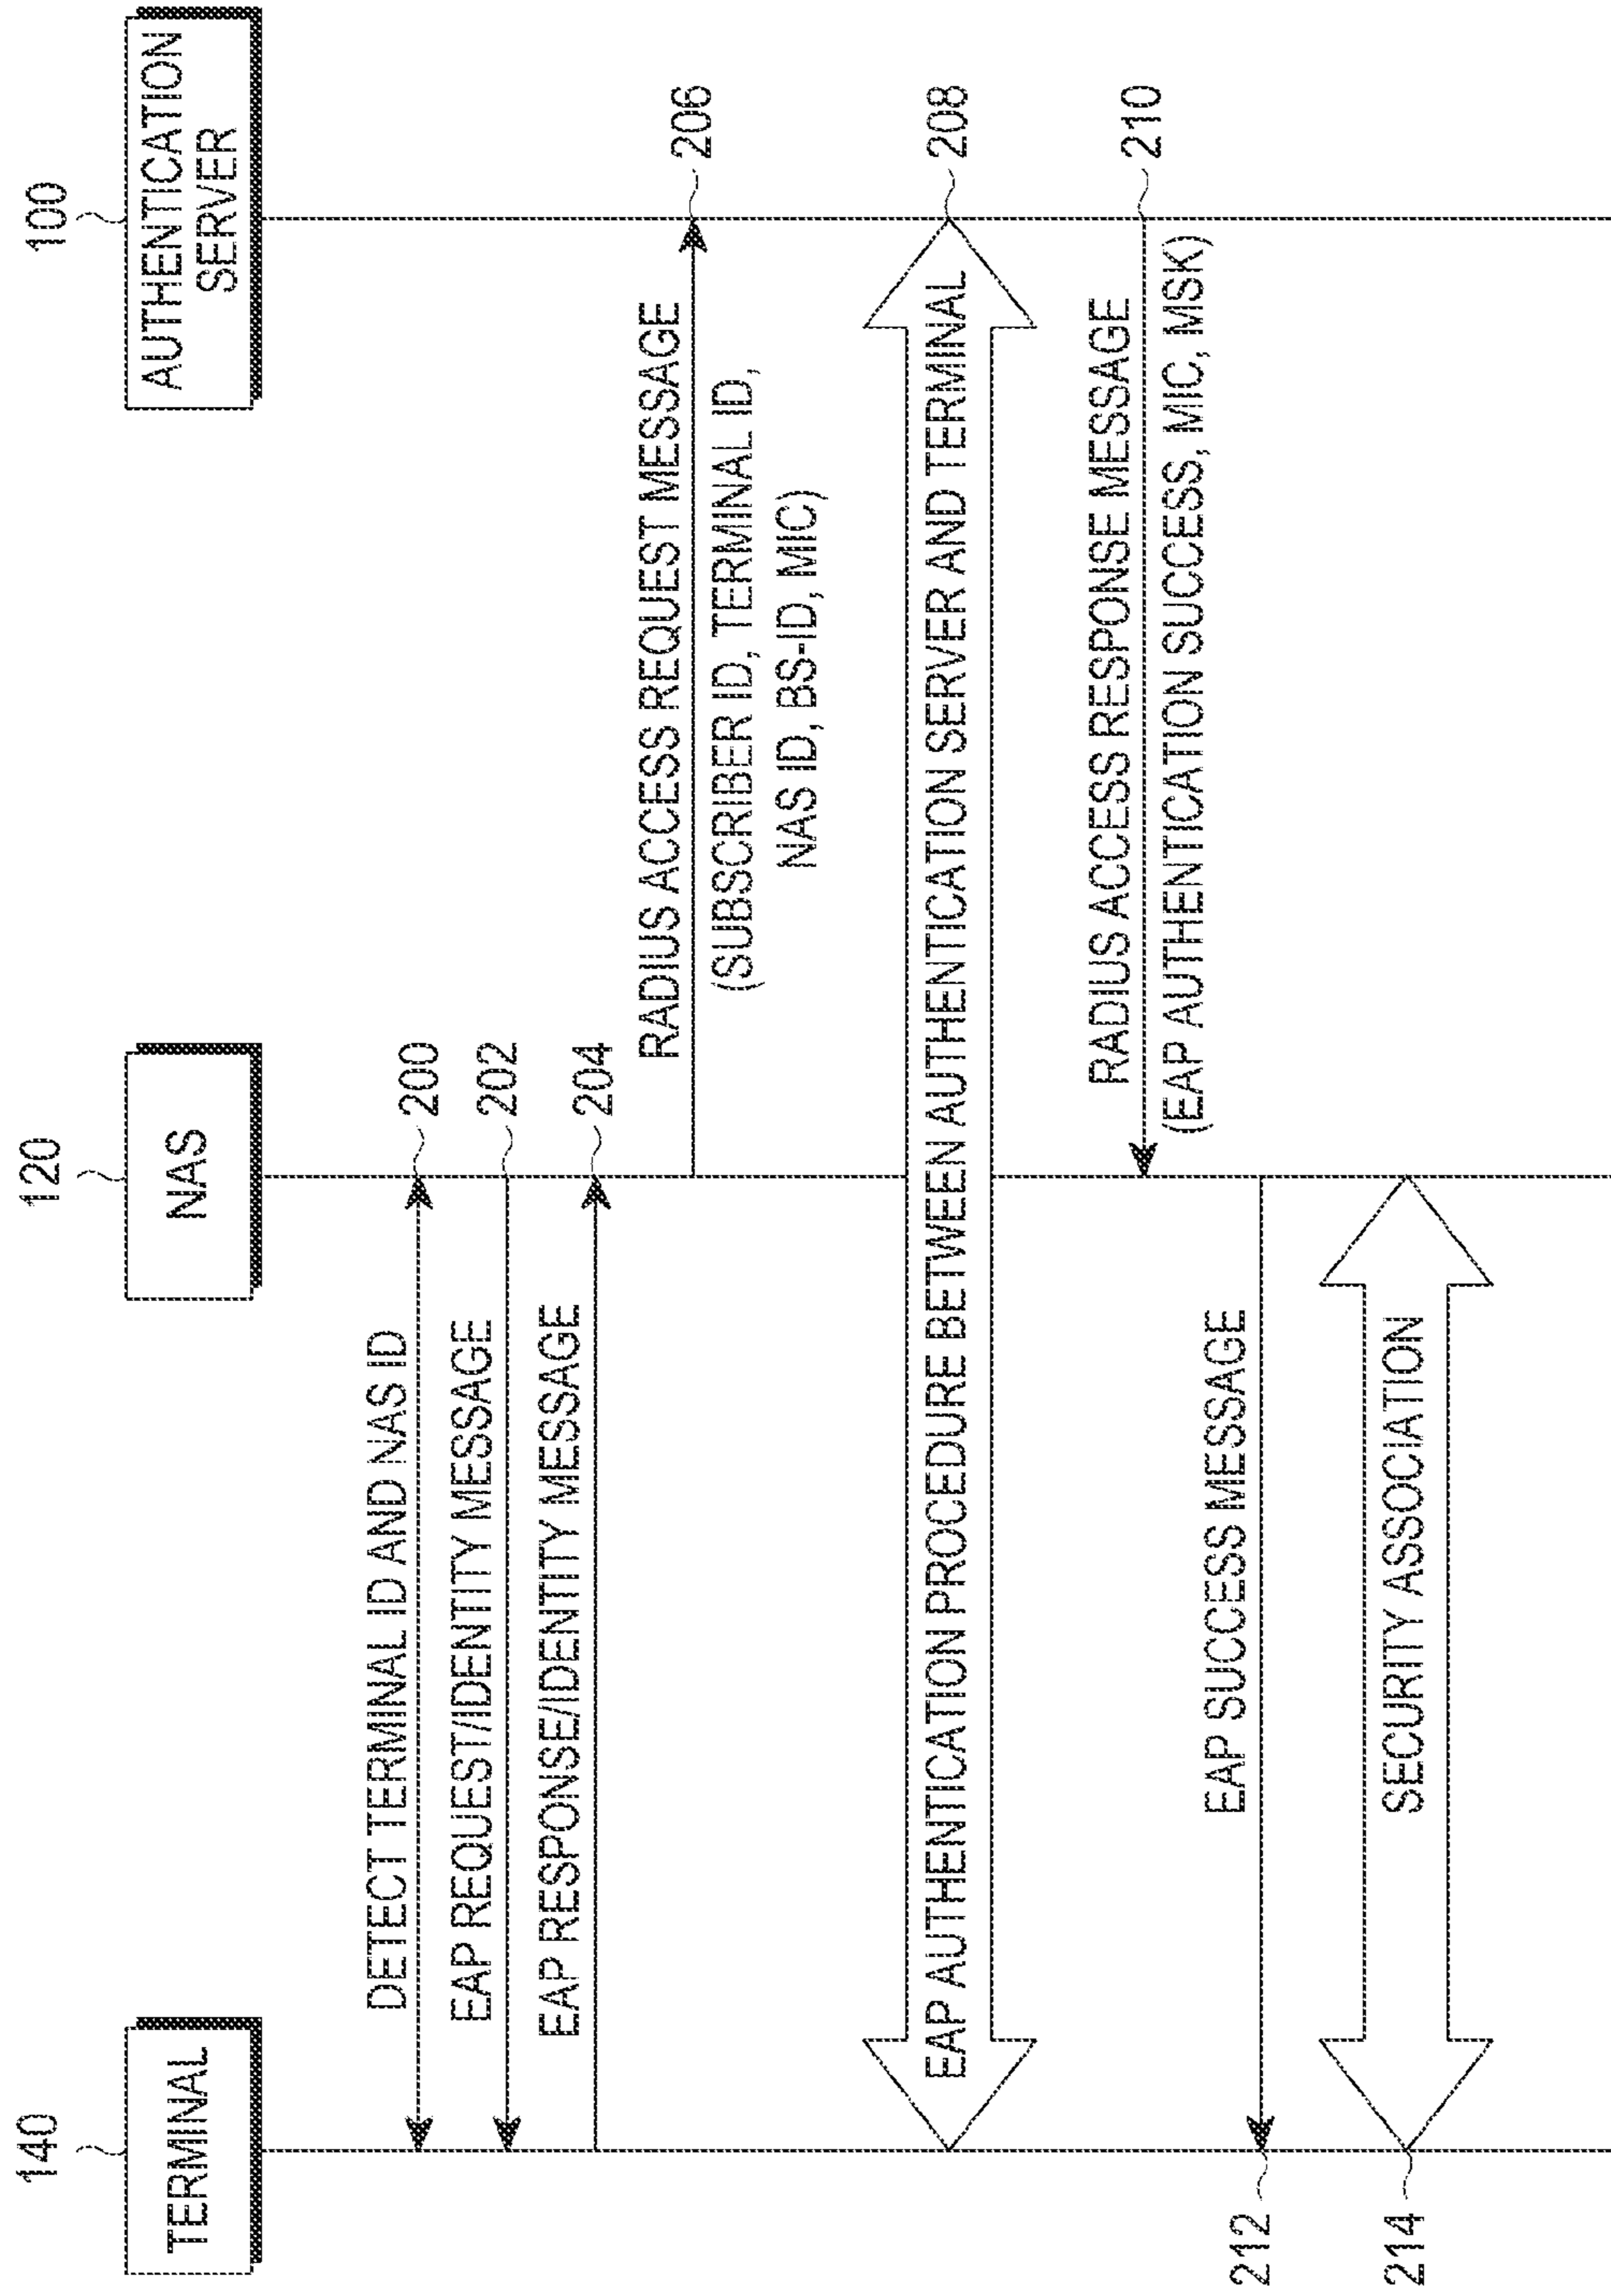 140
TERMINAL
120
NAS
100
AUTHENTICATION
SERVER
DETECT TERMINAL ID AND NAS ID
200
EAP REQUEST/IDENTITY MESSAGE
202
EAP RESPONSE/IDENTITY MESSAGE
204
RADIUS ACCESS REQUEST MESSAGE
206
(SUBSCRIBER ID, TERMINAL ID,
NAS ID, BS-ID, MIC)
EAP AUTHENTICATION PROCEDURE BETWEEN AUTHENTICATION SERVER AND TERMINAL
208
RADIUS ACCESS RESPONSE MESSAGE
210
(EAP AUTHENTICATION SUCCESS, MIC, MSK)
EAP SUCCESS MESSAGE
212
SECURITY ASSOCIATION
214